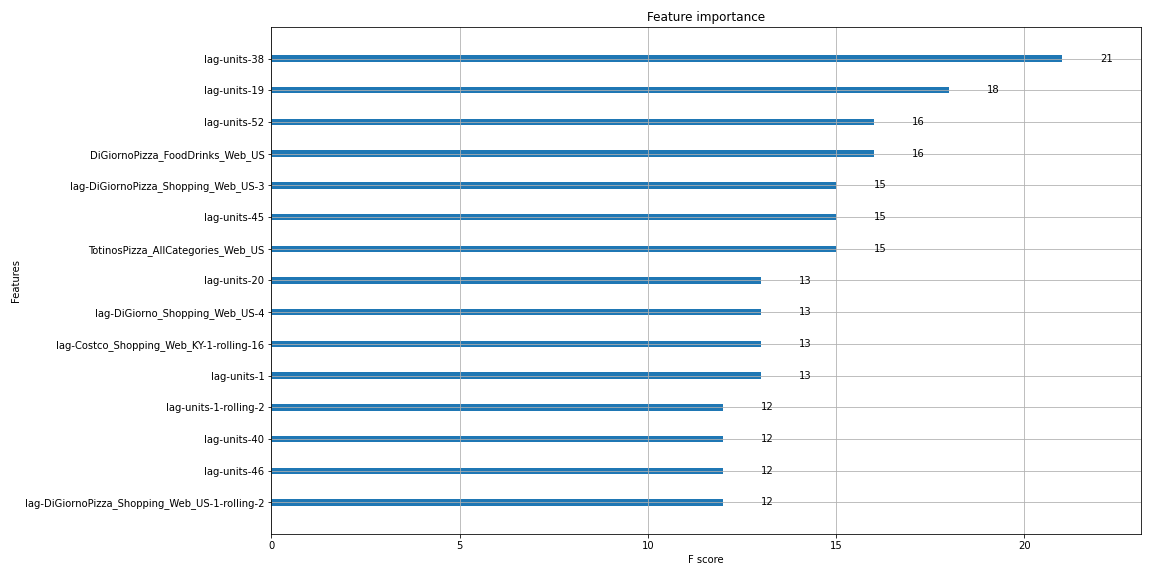 Feature importance
Features
lag-units-38
21
lag-units-19
18
lag-units-52
16
DiGiornoPizza_FoodDrinks_Web_US
16
lag-DiGiornoPizza_Shopping_Web_US-3
15
lag-units-45
15
TotinosPizza_AllCategories_Web_US
15
lag-units-20
13
lag-DiGiorno_Shopping_Web_US-4
13
lag-Costco_Shopping_Web_KY-1-rolling-16
13
lag-units-1
13
lag-units-1-rolling-2
12
lag-units-40
12
lag-units-46
12
lag-DiGiornoPizza_Shopping_Web_US-1-rolling-2
12
0 5 10 15 20
F score